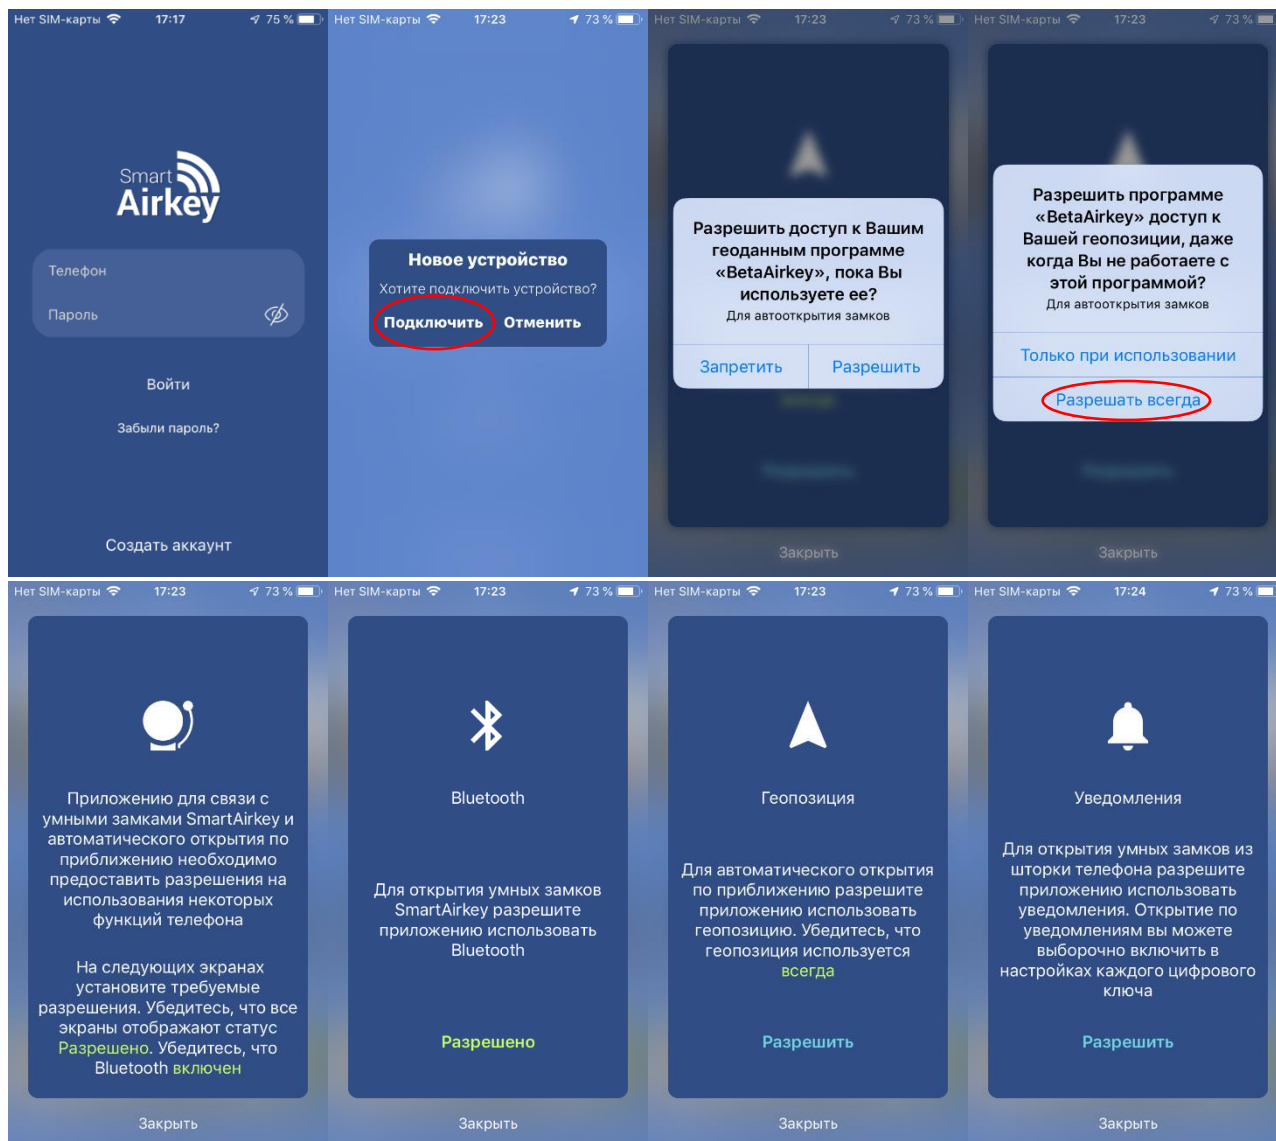 Нет SIM-карты 17:17 75 %
Smart
Airkey
Телефон
Пароль
Войти
Забыли пароль?
Создать аккаунт
Нет SIM-карты 17:23 73 %
Новое устройство
Хотите подключить устройство?
Подключить Отменить
Нет SIM-карты 17:23 73 %
Разрешить доступ к Вашим
геоданным программе
«BetaAirkey», пока Вы
используете ее?
Для автооткрытия замков
Запретить Разрешить
Закрыть
Нет SIM-карты 17:23 73 %
Разрешить программе
«BetaAirkey» доступ к
Вашей геопозиции, даже
когда Вы не работаете с
этой программой?
Для автооткрытия замков
Только при использовании
Разрешать всегда
Закрыть
Нет SIM-карты 17:23 73 %
Приложению для связи с
умными замками SmartAirkey и
автоматического открытия по
приближению необходимо
предоставить разрешения на
использования некоторых
функций телефона
На следующих экранах
установите требуемые
разрешения. Убедитесь, что все
экраны отображают статус
Разрешено. Убедитесь, что
Bluetooth включен
Закрыть
Нет SIM-карты 17:23 73 %
Bluetooth
Для открытия умных замков
SmartAirkey разрешите
приложению использовать
Bluetooth
Разрешено
Закрыть
Нет SIM-карты 17:23 73 %
Геопозиция
Для автоматического открытия
по приближению разрешите
приложению использовать
геопозицию. Убедитесь, что
геопозиция используется
всегда
Разрешить
Закрыть
Нет SIM-карты 17:24 73 %
Уведомления
Для открытия умных замков из
шторки телефона разрешите
приложению использовать
уведомления. Открытие по
уведомлениям вы можете
выборочно включить в
настройках каждого цифрового
ключа
Разрешить
Закрыть